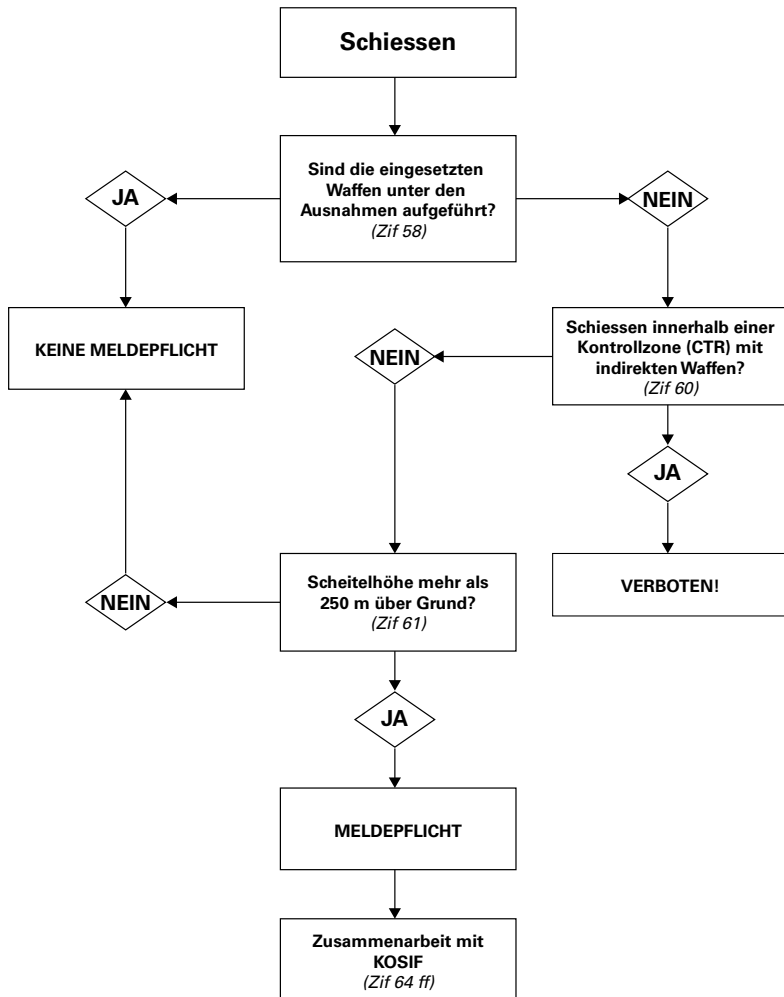 Schiessen
Sind die eingesetzten
Waffen unter den
Ausnahmen aufgeführt?
(Zif 58)
JA
NEIN
KEINE MELDEPFLICHT
Schiessen innerhalb einer
Kontrollzone (CTR) mit
indirekten Waffen?
(Zif 60)
NEIN
JA
Scheitelhöhe mehr als
250 m über Grund?
(Zif 61)
VERBOTEN!
NEIN
JA
MELDEPFLICHT
Zusammenarbeit mit
KOSIF
(Zif 64 ff)